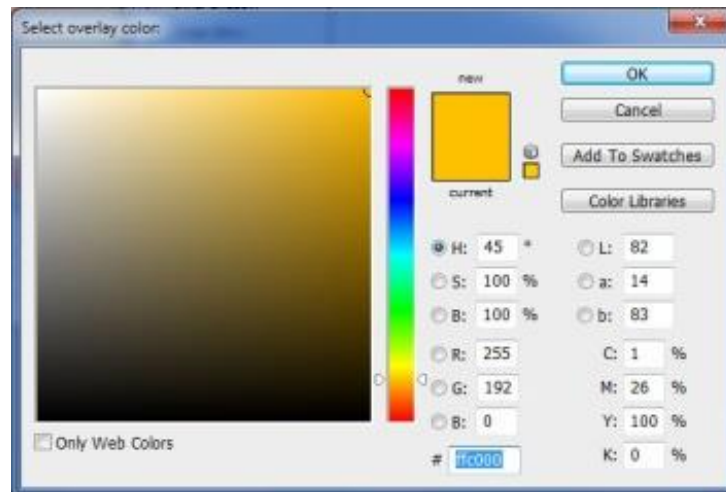 Select overlay color:
new
current
OK
Cancel
Add To Swatches
Color Libraries
H: 45 °
S: 100 %
B: 100 %
R: 255
G: 192
B: 0
# ffc000
L: 82
a: 14
b: 83
C: 1 %
M: 26 %
Y: 100 %
K: 0 %
Only Web Colors